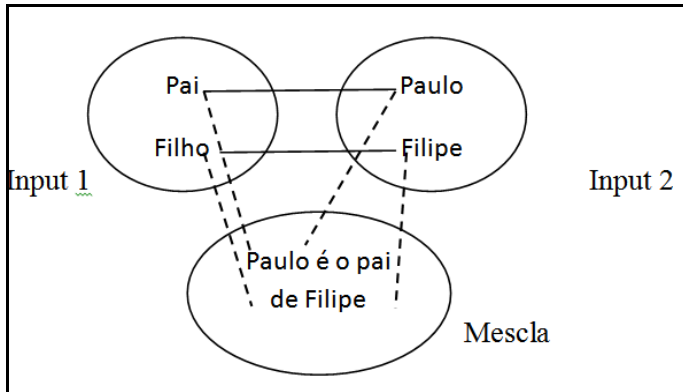 Pai
Paulo
Filho
Filipe
Input 1
Input 2
Paulo é o pai
de Filipe
Mescla